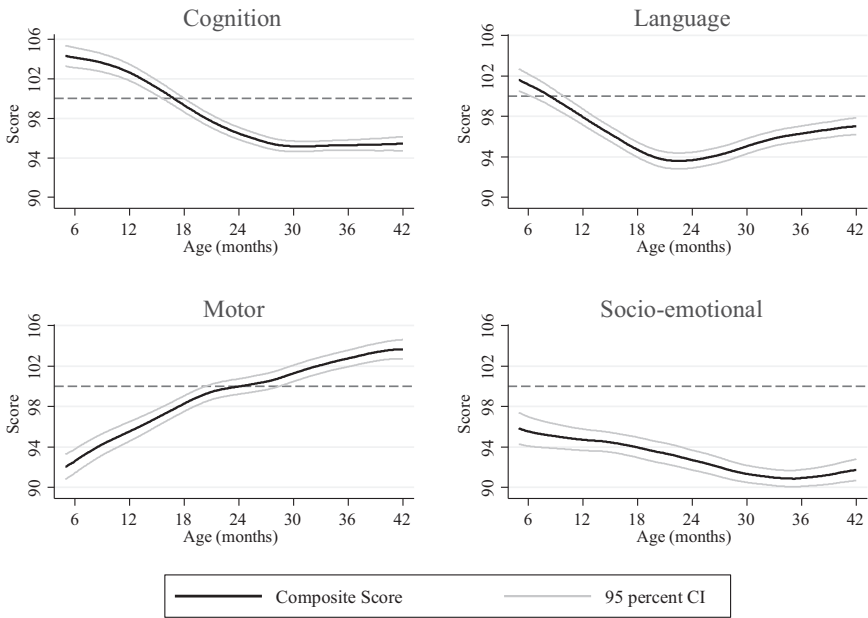 Cognition
Score
90 94 98 102 106
6 12 18 24 30 36 42
Age (months)
Language
Score
90 94 98 102 106
6 12 18 24 30 36 42
Age (months)
Motor
Score
90 94 98 102 106
6 12 18 24 30 36 42
Age (months)
Socio-emotional
Score
90 94 98 102 106
6 12 18 24 30 36 42
Age (months)
Composite Score
95 percent CI